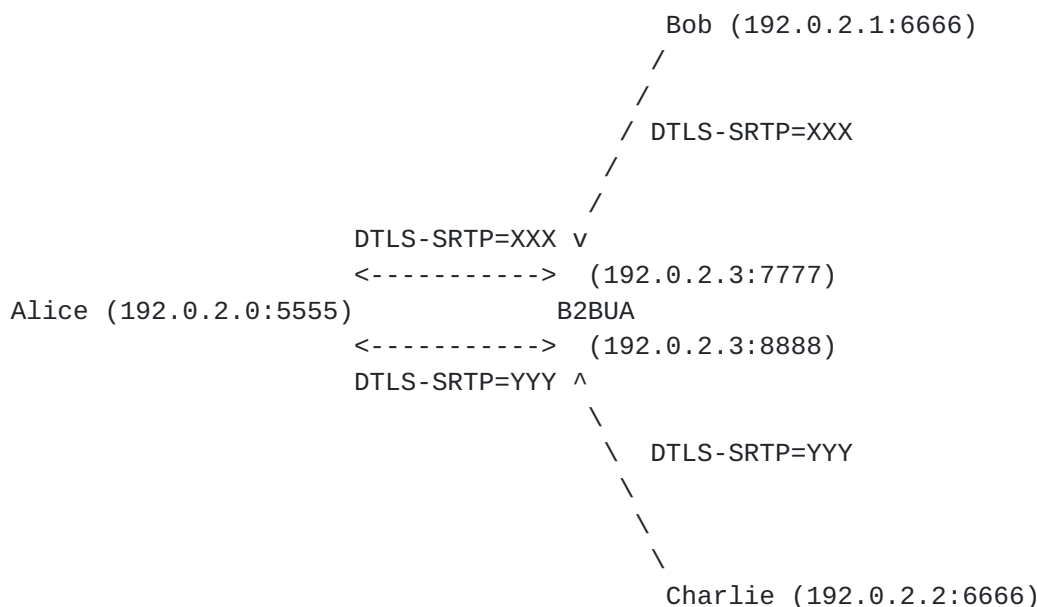 Bob (192.0.2.1:6666)
/
/
/ DTLS-SRTP=XXX
/
/
DTLS-SRTP=XXX v
<-----------> (192.0.2.3:7777)
Alice (192.0.2.0:5555) B2BUA
<-----------> (192.0.2.3:8888)
DTLS-SRTP=YYY ^
\
\ DTLS-SRTP=YYY
\
\
\
Charlie (192.0.2.2:6666)